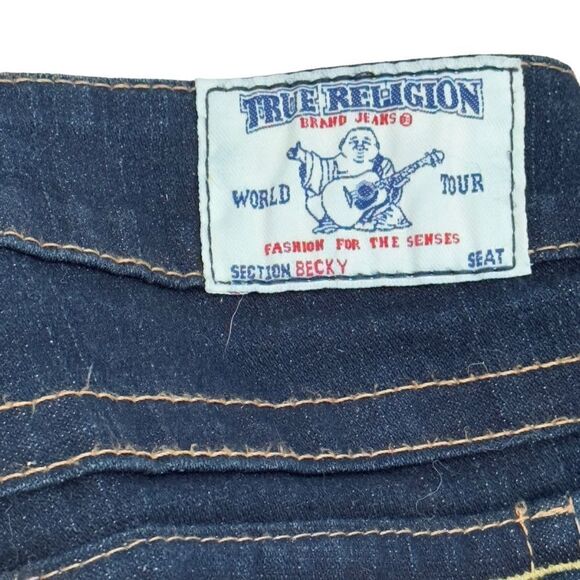 TRUE RELIGION
BRAND JEANS®
WORLD TOUR
FASHION FOR THE SENSES
SECTION BECKY SEAT